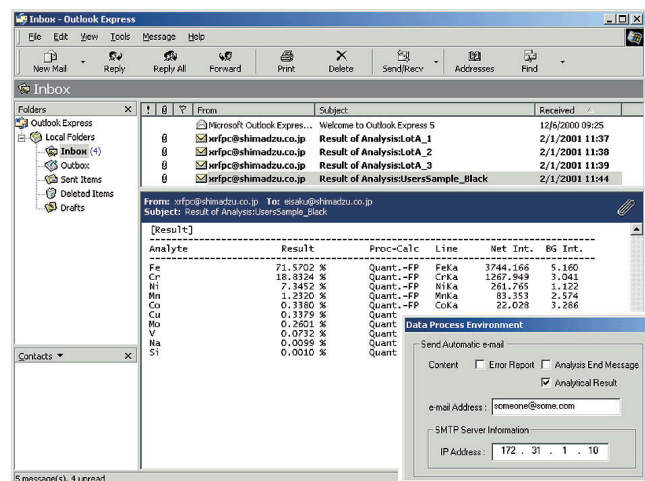 Inbox - Outlook Express
File Edit View Tools Message Help
New Mail Reply Reply All Forward Print Delete Send/Recv Addresses Find
Inbox
Folders X
Outlook Express
Local Folders
Inbox (4)
Outbox
Sent Items
Deleted Items
Drafts
Contacts X
! From Subject Received
Microsoft Outlook Expres... Welcome to Outlook Express 5 12/6/2000 09:25
xrfpc@shimadzu.co.jp Result of Analysis:LotA_1 2/1/2001 11:37
xrfpc@shimadzu.co.jp Result of Analysis:LotA_2 2/1/2001 11:38
xrfpc@shimadzu.co.jp Result of Analysis:LotA_3 2/1/2001 11:39
xrfpc@shimadzu.co.jp Result of Analysis:UsersSample_Black 2/1/2001 11:44
From: xrfpc@shimadzu.co.jp To: eisaku@shimadzu.co.jp
Subject: Result of Analysis:UsersSample_Black
[Result]
Analyte Result Proc-Calc Line Net Int. BG Int.
Fe 71.5702 % Quant.-FP FeKa 3744.166 5.160
Cr 18.8324 % Quant.-FP CrKa 1267.949 3.041
Ni 7.3452 % Quant.-FP NiKa 261.765 1.122
Mn 1.2320 % Quant.-FP MnKa 83.353 2.574
Co 0.3380 % Quant.-FP CoKa 22.028 3.286
Cu 0.3379 % Quant
Mo 0.2601 % Quant
V 0.0732 % Quant
Na 0.0099 % Quant
Si 0.0010 % Quant
Data Process Environment
Send Automatic e-mail
Content Error Report Analysis End Message
Analytical Result
e-mail Address : someone@some.com
SMTP Server Information
IP Address : 172 . 31 . 1 . 10
5 message(s), 4 unread